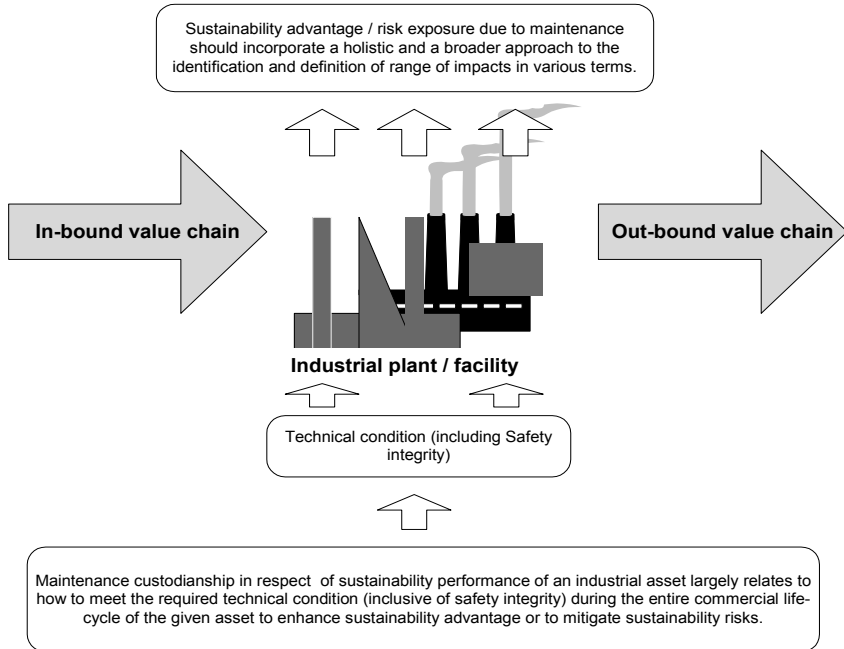 Sustainability advantage / risk exposure due to maintenance
should incorporate a holistic and a broader approach to the
identification and definition of range of impacts in various terms.
In-bound value chain
Out-bound value chain
Industrial plant / facility
Technical condition (including Safety
integrity)
Maintenance custodianship in respect of sustainability performance of an industrial asset largely relates to
how to meet the required technical condition (inclusive of safety integrity) during the entire commercial life-
cycle of the given asset to enhance sustainability advantage or to mitigate sustainability risks.